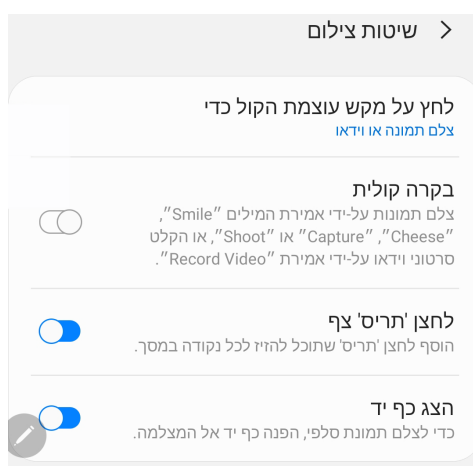 שיטות צילום
לחץ על מקש עוצמת הקול כדי
צלם תמונה או וידאו
בקרה קולית
צלם תמונות על-ידי אמירת המילים ״Smile״,
״Cheese״, ״Capture״ או ״Shoot״, או הקלט
סרטוני וידאו על-ידי אמירת ״Record Video״.
לחצן 'תריס' צף
הוסף לחצן 'תריס' שתוכל להזיז לכל נקודה במסך.
הצג כף יד
כדי לצלם תמונת סלפי, הפנה כף יד אל המצלמה.